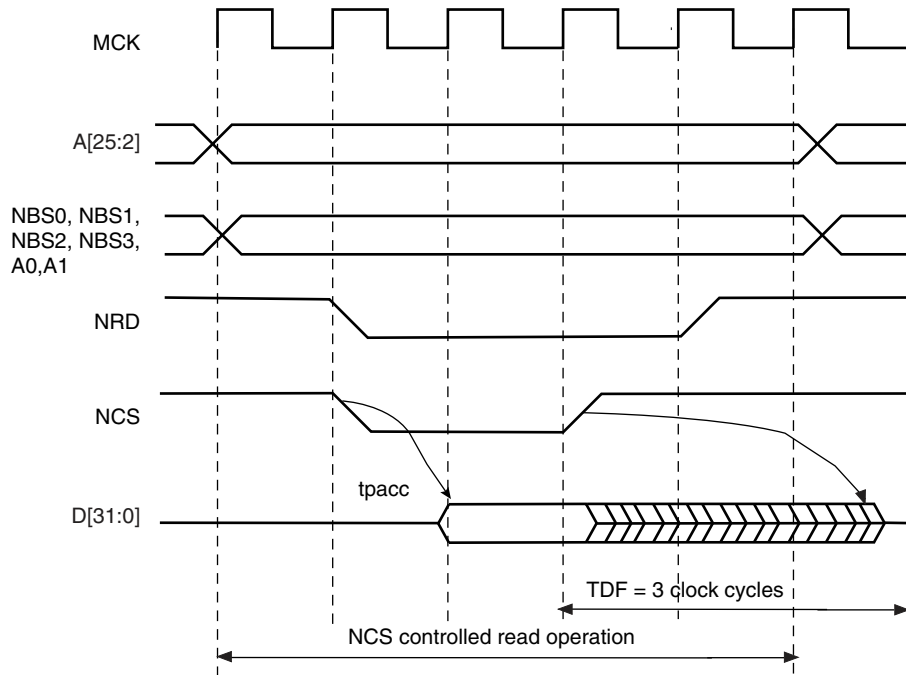 MCK
A[25:2]
NBS0, NBS1,
NBS2, NBS3,
A0,A1
NRD
NCS
tpacc
D[31:0]
TDF = 3 clock cycles
NCS controlled read operation